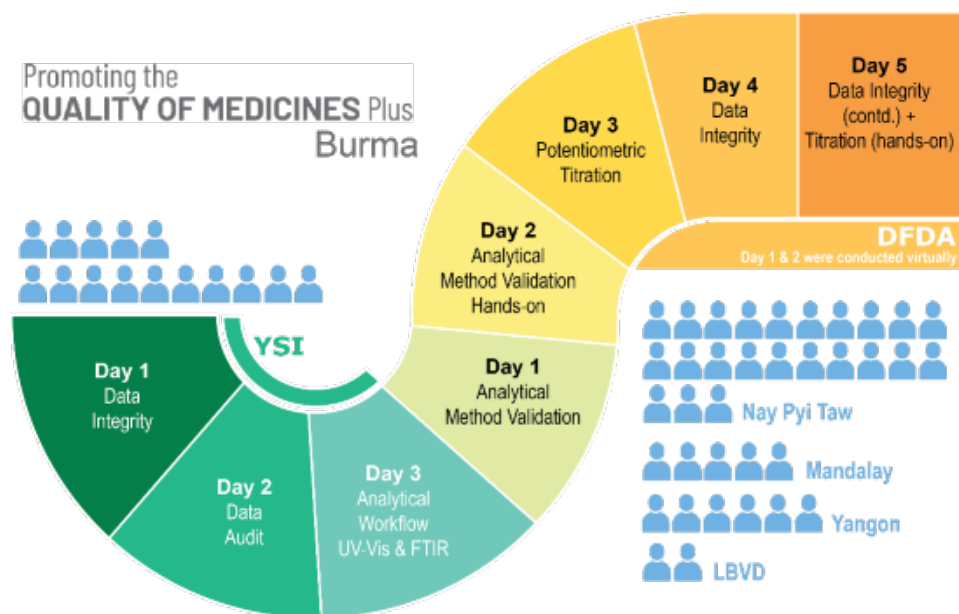 Promoting the
QUALITY OF MEDICINES Plus
Burma
YSI
Day 1
Data
Integrity
Day 2
Data
Audit
Day 3
Analytical
Workflow
UV-Vis & FTIR
Day 1
Analytical
Method Validation
Day 2
Analytical
Method Validation
Hands-on
Day 3
Potentiometric
Titration
Day 4
Data
Integrity
Day 5
Data Integrity
(contd.) +
Titration (hands-on)
DFDA
Day 1 & 2 were conducted virtually
Nay Pyi Taw
Mandalay
Yangon
LBVD